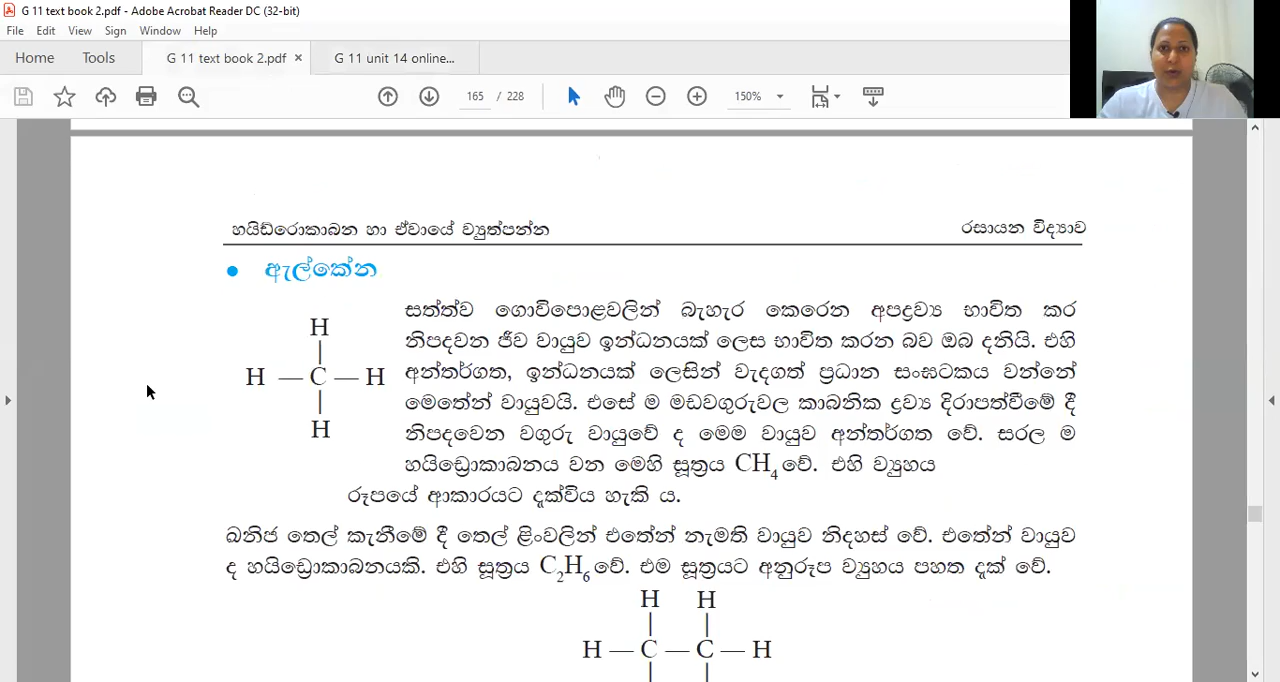 G 11 text book 2.pdf - Adobe Acrobat Reader DC (32-bit)
File Edit View Sign Window Help
Home Tools G 11 text book 2.pdf × G 11 unit 14 online...
165 / 228 150%
හයිඩ්රොකාබන හා ඒවායේ ව්‍යුත්පන්න රසායන විද්‍යාව
• ඇල්කේන
සත්ත්ව ගොවිපොළවලින් බැහැර කෙරෙන අපද්‍රව්‍ය භාවිත කර
නිපදවන ජීව වායුව ඉන්ධනයක් ලෙස භාවිත කරන බව ඔබ දනියි. එහි
අන්තර්ගත, ඉන්ධනයක් ලෙසින් වැදගත් ප්‍රධාන සංඝටකය වන්නේ
මෙතේන් වායුවයි. එසේ ම මඩවගුරුවල කාබනික ද්‍රව්‍ය දිරාපත්වීමේ දී
නිපදවෙන වගුරු වායුවේ ද මෙම වායුව අන්තර්ගත වේ. සරල ම
හයිඩ්‍රොකාබනය වන මෙහි සූත්‍රය CH₄ වේ. එහි ව්‍යුහය
රූපයේ ආකාරයට දැක්විය හැකි ය.
H
H — C — H
H
ඛනිජ තෙල් කැනීමේ දී තෙල් ළිංවලින් එතේන් නැමති වායුව නිදහස් වේ. එතේන් වායුව
ද හයිඩ්‍රොකාබනයකි. එහි සූත්‍රය C₂H₆ වේ. එම සූත්‍රයට අනුරූප ව්‍යුහය පහත දැක් වේ.
H H
H — C — C — H